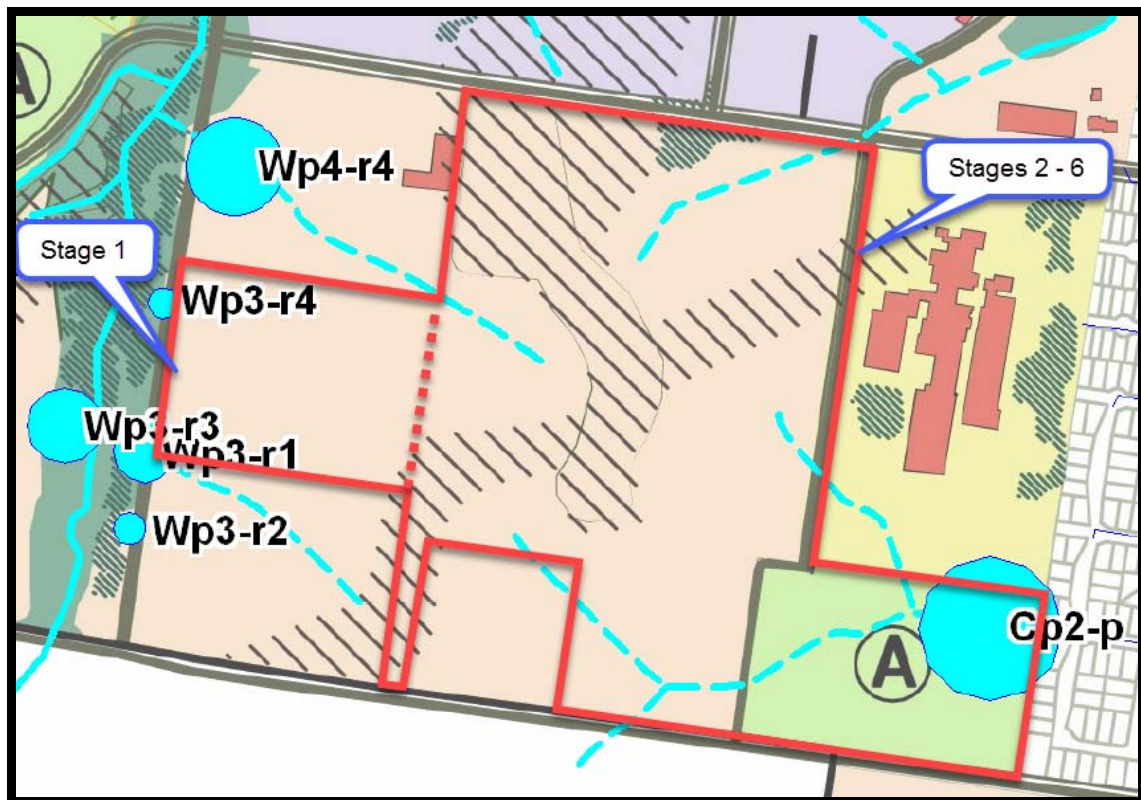 A
Wp4-r4
Stages 2 - 6
Stage 1
Wp3-r4
Wp3-r3
Wp3-r1
Wp3-r2
Cp2-p
A